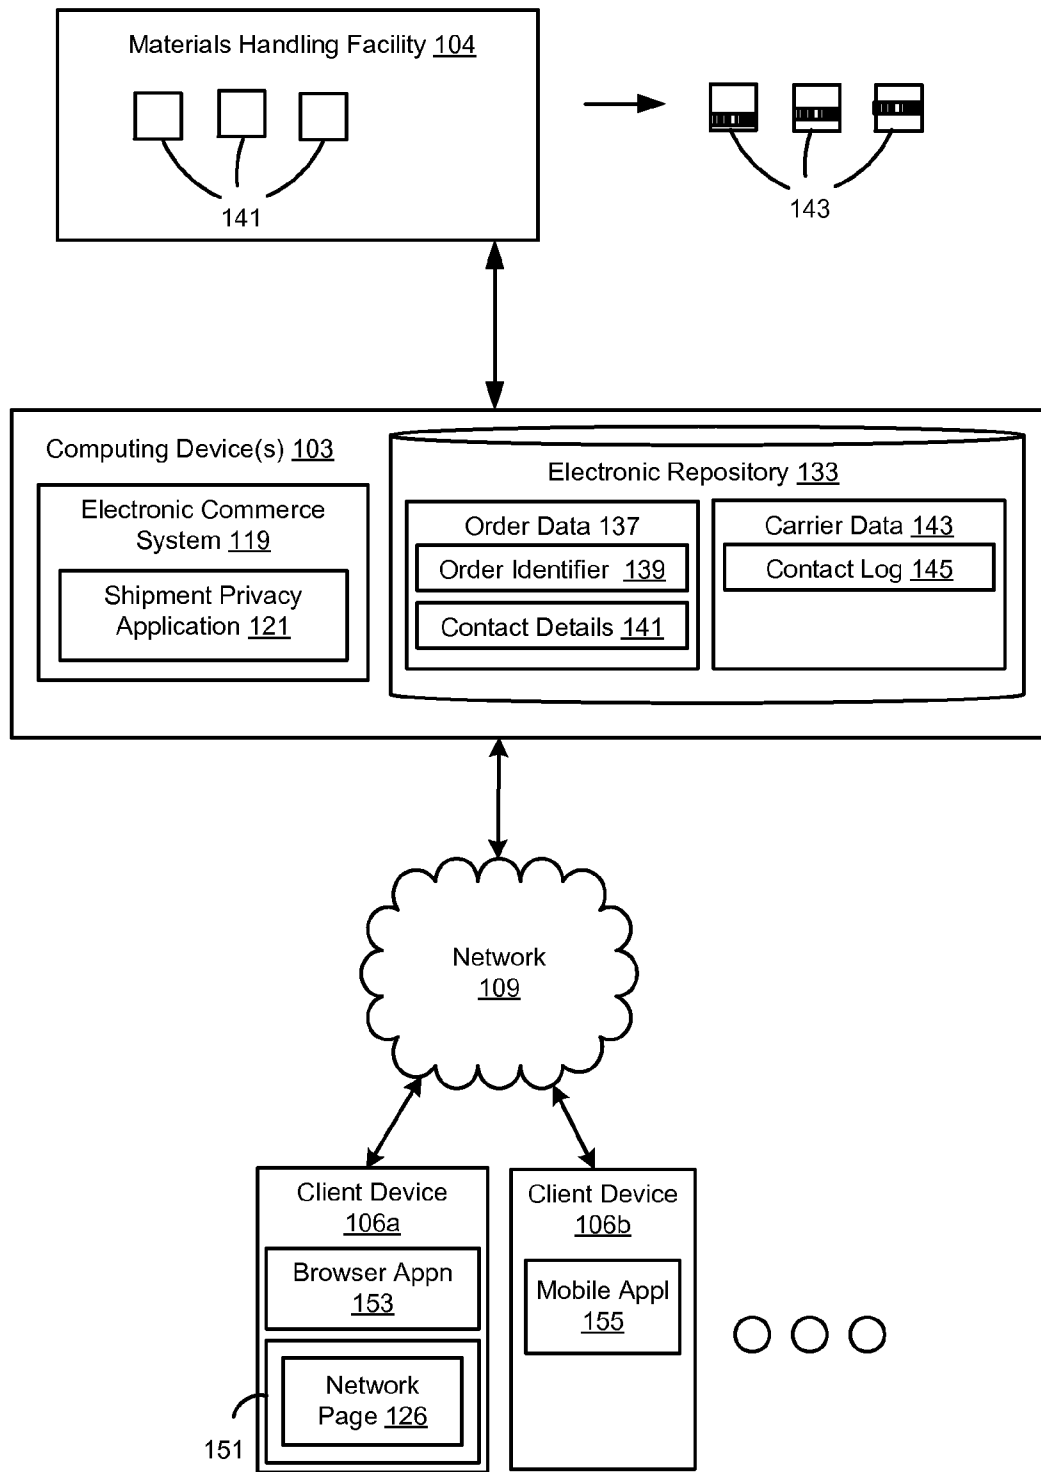 Materials Handling Facility 104
141
143
Computing Device(s) 103
Electronic Commerce
System 119
Shipment Privacy
Application 121
Electronic Repository 133
Order Data 137
Order Identifier 139
Contact Details 141
Carrier Data 143
Contact Log 145
Network
109
Client Device
106a
Browser Appn
153
Network
Page 126
151
Client Device
106b
Mobile Appl
155